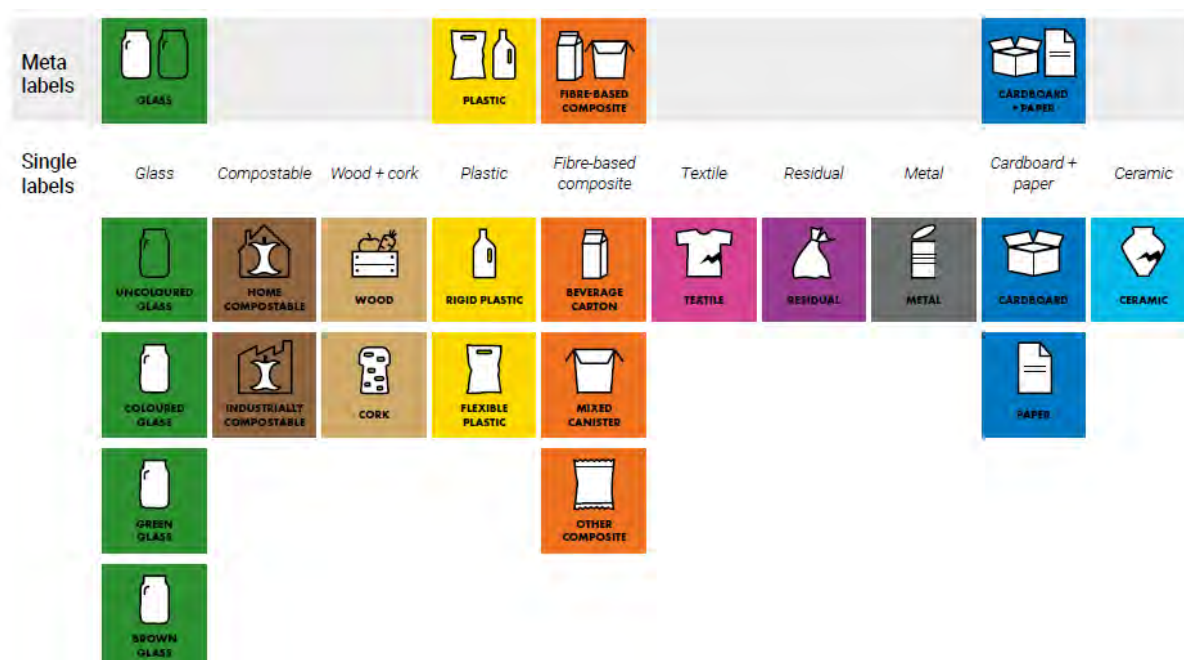 Meta
labels
GLASS
PLASTIC
FIBRE-BASED
COMPOSITE
CARDBOARD
+ PAPER
Single
labels
Glass
Compostable
Wood + cork
Plastic
Fibre-based
composite
Textile
Residual
Metal
Cardboard +
paper
Ceramic
UNCOLOURED
GLASS
HOME
COMPOSTABLE
WOOD
RIGID PLASTIC
BEVERAGE
CARTON
TEXTILE
RESIDUAL
METAL
CARDBOARD
CERAMIC
COLOURED
GLASS
INDUSTRIALLY
COMPOSTABLE
CORK
FLEXIBLE
PLASTIC
MIXED
CANISTER
PAPER
GREEN
GLASS
OTHER
COMPOSITE
BROWN
GLASS